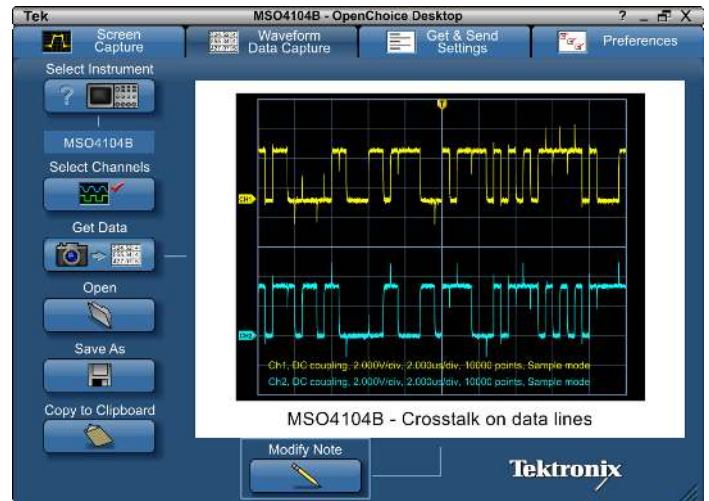 Tek MSO4104B - OpenChoice Desktop ? _ X
Screen Capture
Waveform Data Capture
Get & Send Settings
Preferences
Select Instrument
?
MSO4104B
Select Channels
Get Data
Open
Save As
Copy to Clipboard
T
CH1
CH2
Ch1, DC coupling, 2.000V/div, 2.000us/div, 10000 points, Sample mode
Ch2, DC coupling, 2.000V/div, 2.000us/div, 10000 points, Sample mode
MSO4104B - Crosstalk on data lines
Modify Note
Tektronix